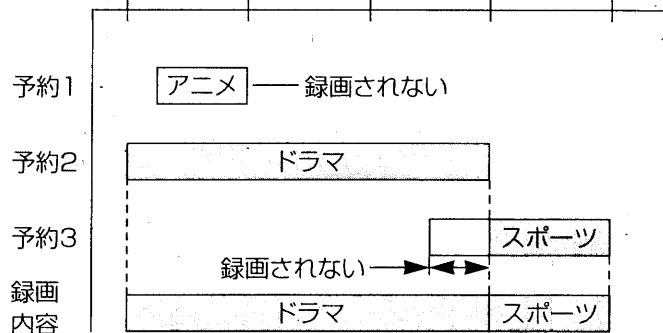 予約1 アニメ 録画されない
予約2 ドラマ
予約3 スポーツ
録画されない
録画 ドラマ スポーツ
内容